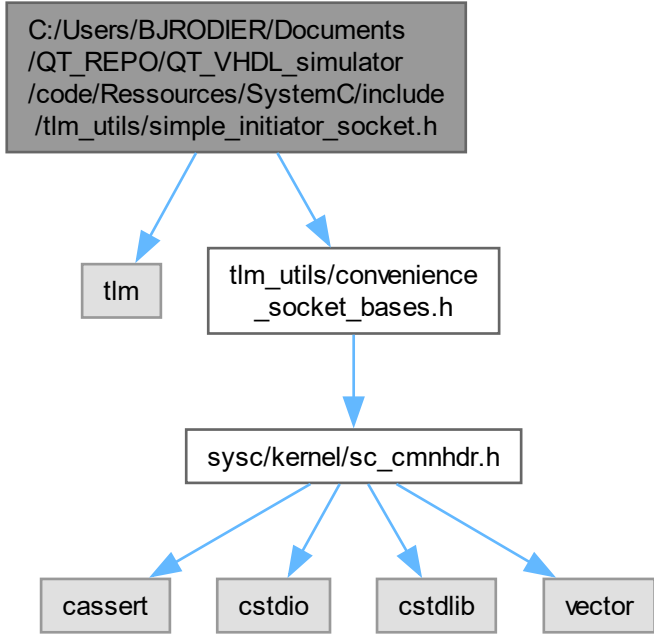 C:/Users/BJRODIER/Documents
/QT_REPO/QT_VHDL_simulator
/code/Ressources/SystemC/include
/tlm_utils/simple_initiator_socket.h
tlm
tlm_utils/convenience
_socket_bases.h
sysc/kernel/sc_cmnhdr.h
cassert
cstdio
cstdlib
vector